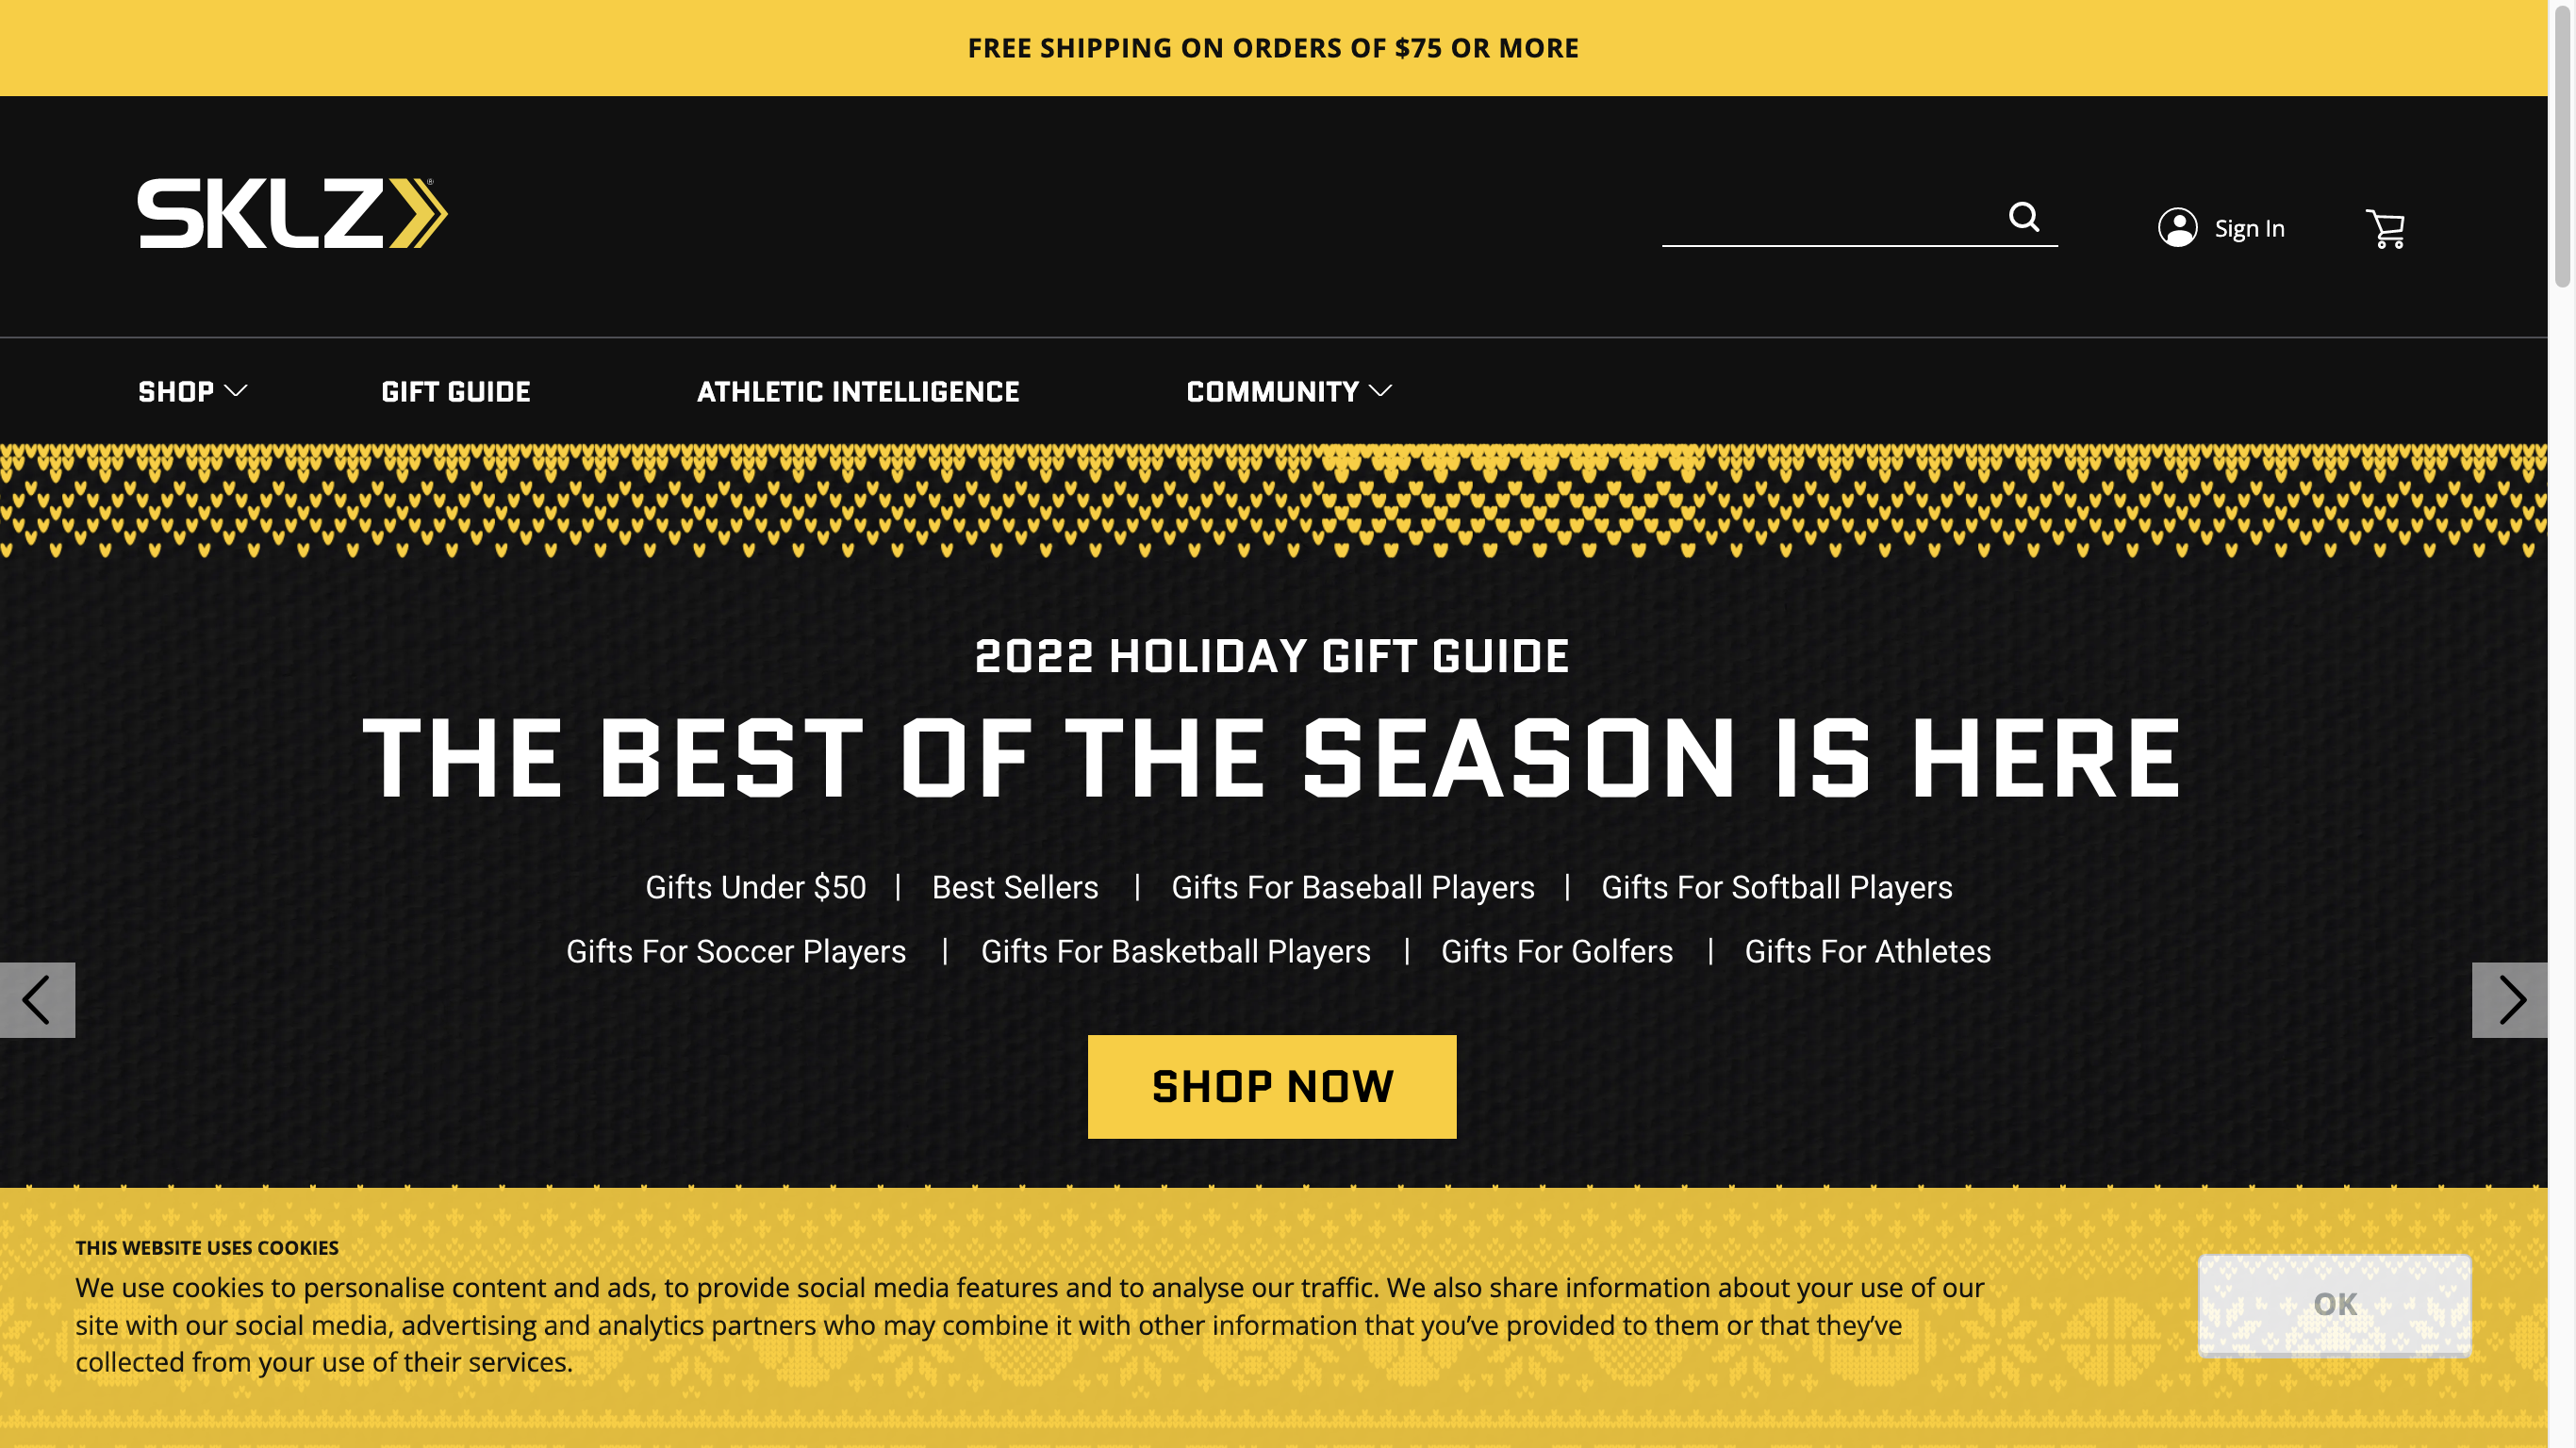 FREE SHIPPING ON ORDERS OF $75 OR MORE
SKLZ®
Sign In
SHOP
GIFT GUIDE
ATHLETIC INTELLIGENCE
COMMUNITY
2022 HOLIDAY GIFT GUIDE
THE BEST OF THE SEASON IS HERE
Gifts Under $50 | Best Sellers | Gifts For Baseball Players | Gifts For Softball Players
Gifts For Soccer Players | Gifts For Basketball Players | Gifts For Golfers | Gifts For Athletes
SHOP NOW
THIS WEBSITE USES COOKIES
We use cookies to personalise content and ads, to provide social media features and to analyse our traffic. We also share information about your use of our
site with our social media, advertising and analytics partners who may combine it with other information that you’ve provided to them or that they’ve
collected from your use of their services.
OK